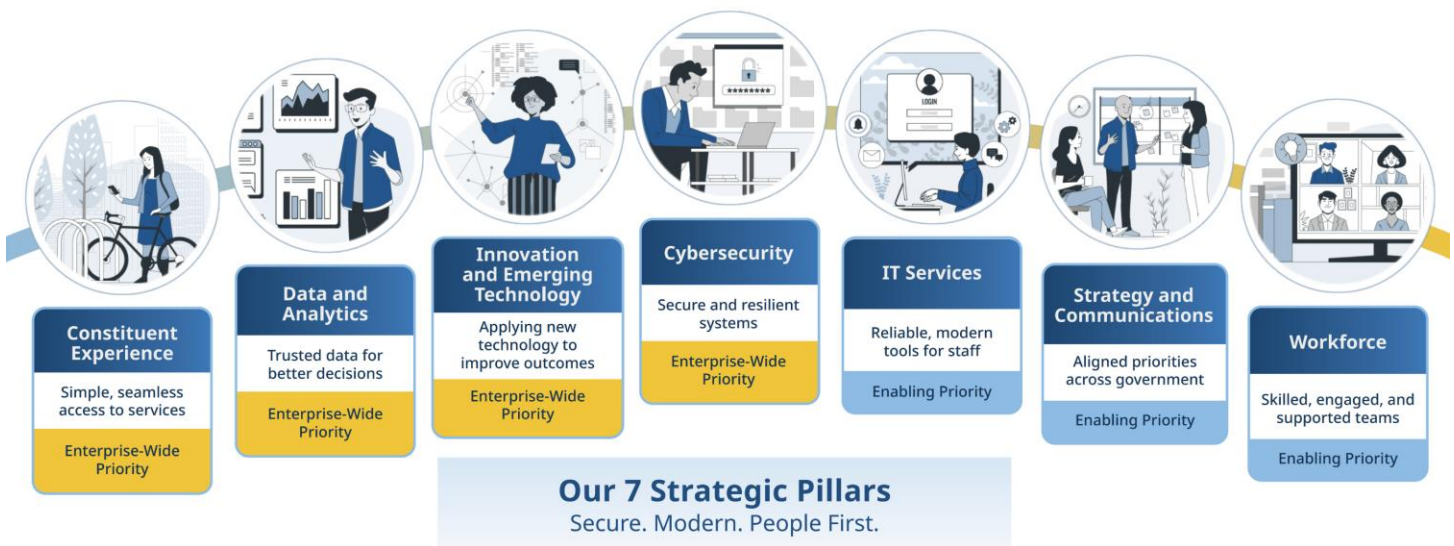 Constituent
Experience
Simple, seamless
access to services
Enterprise-Wide
Priority
Data and
Analytics
Trusted data for
better decisions
Enterprise-Wide
Priority
Innovation
and Emerging
Technology
Applying new
technology to
improve outcomes
Enterprise-Wide
Priority
*********
Cybersecurity
Secure and resilient
systems
Enterprise-Wide
Priority
LOGIN
IT Services
Reliable, modern
tools for staff
Enabling Priority
Strategy and
Communications
Aligned priorities
across government
Enabling Priority
Workforce
Skilled, engaged, and
supported teams
Enabling Priority
Our 7 Strategic Pillars
Secure. Modern. People First.